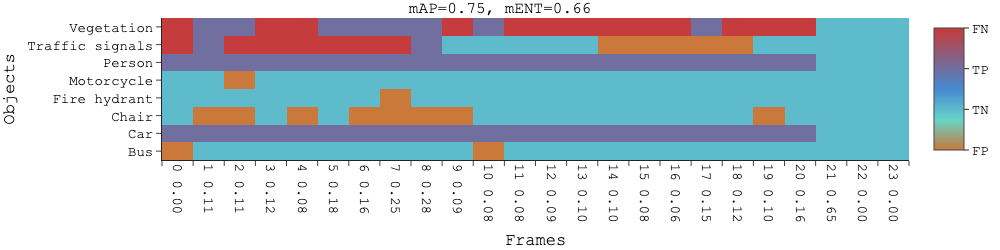 mAP=0.75, mENT=0.66
Objects
Vegetation
Traffic signals
Person
Motorcycle
Fire hydrant
Chair
Car
Bus
0 0.00
1 0.11
2 0.11
3 0.12
4 0.08
5 0.18
6 0.16
7 0.25
8 0.28
9 0.09
10 0.08
11 0.08
12 0.09
13 0.10
14 0.10
15 0.08
16 0.06
17 0.15
18 0.12
19 0.10
20 0.16
21 0.65
22 0.00
23 0.00
Frames
FN
TP
TN
FP